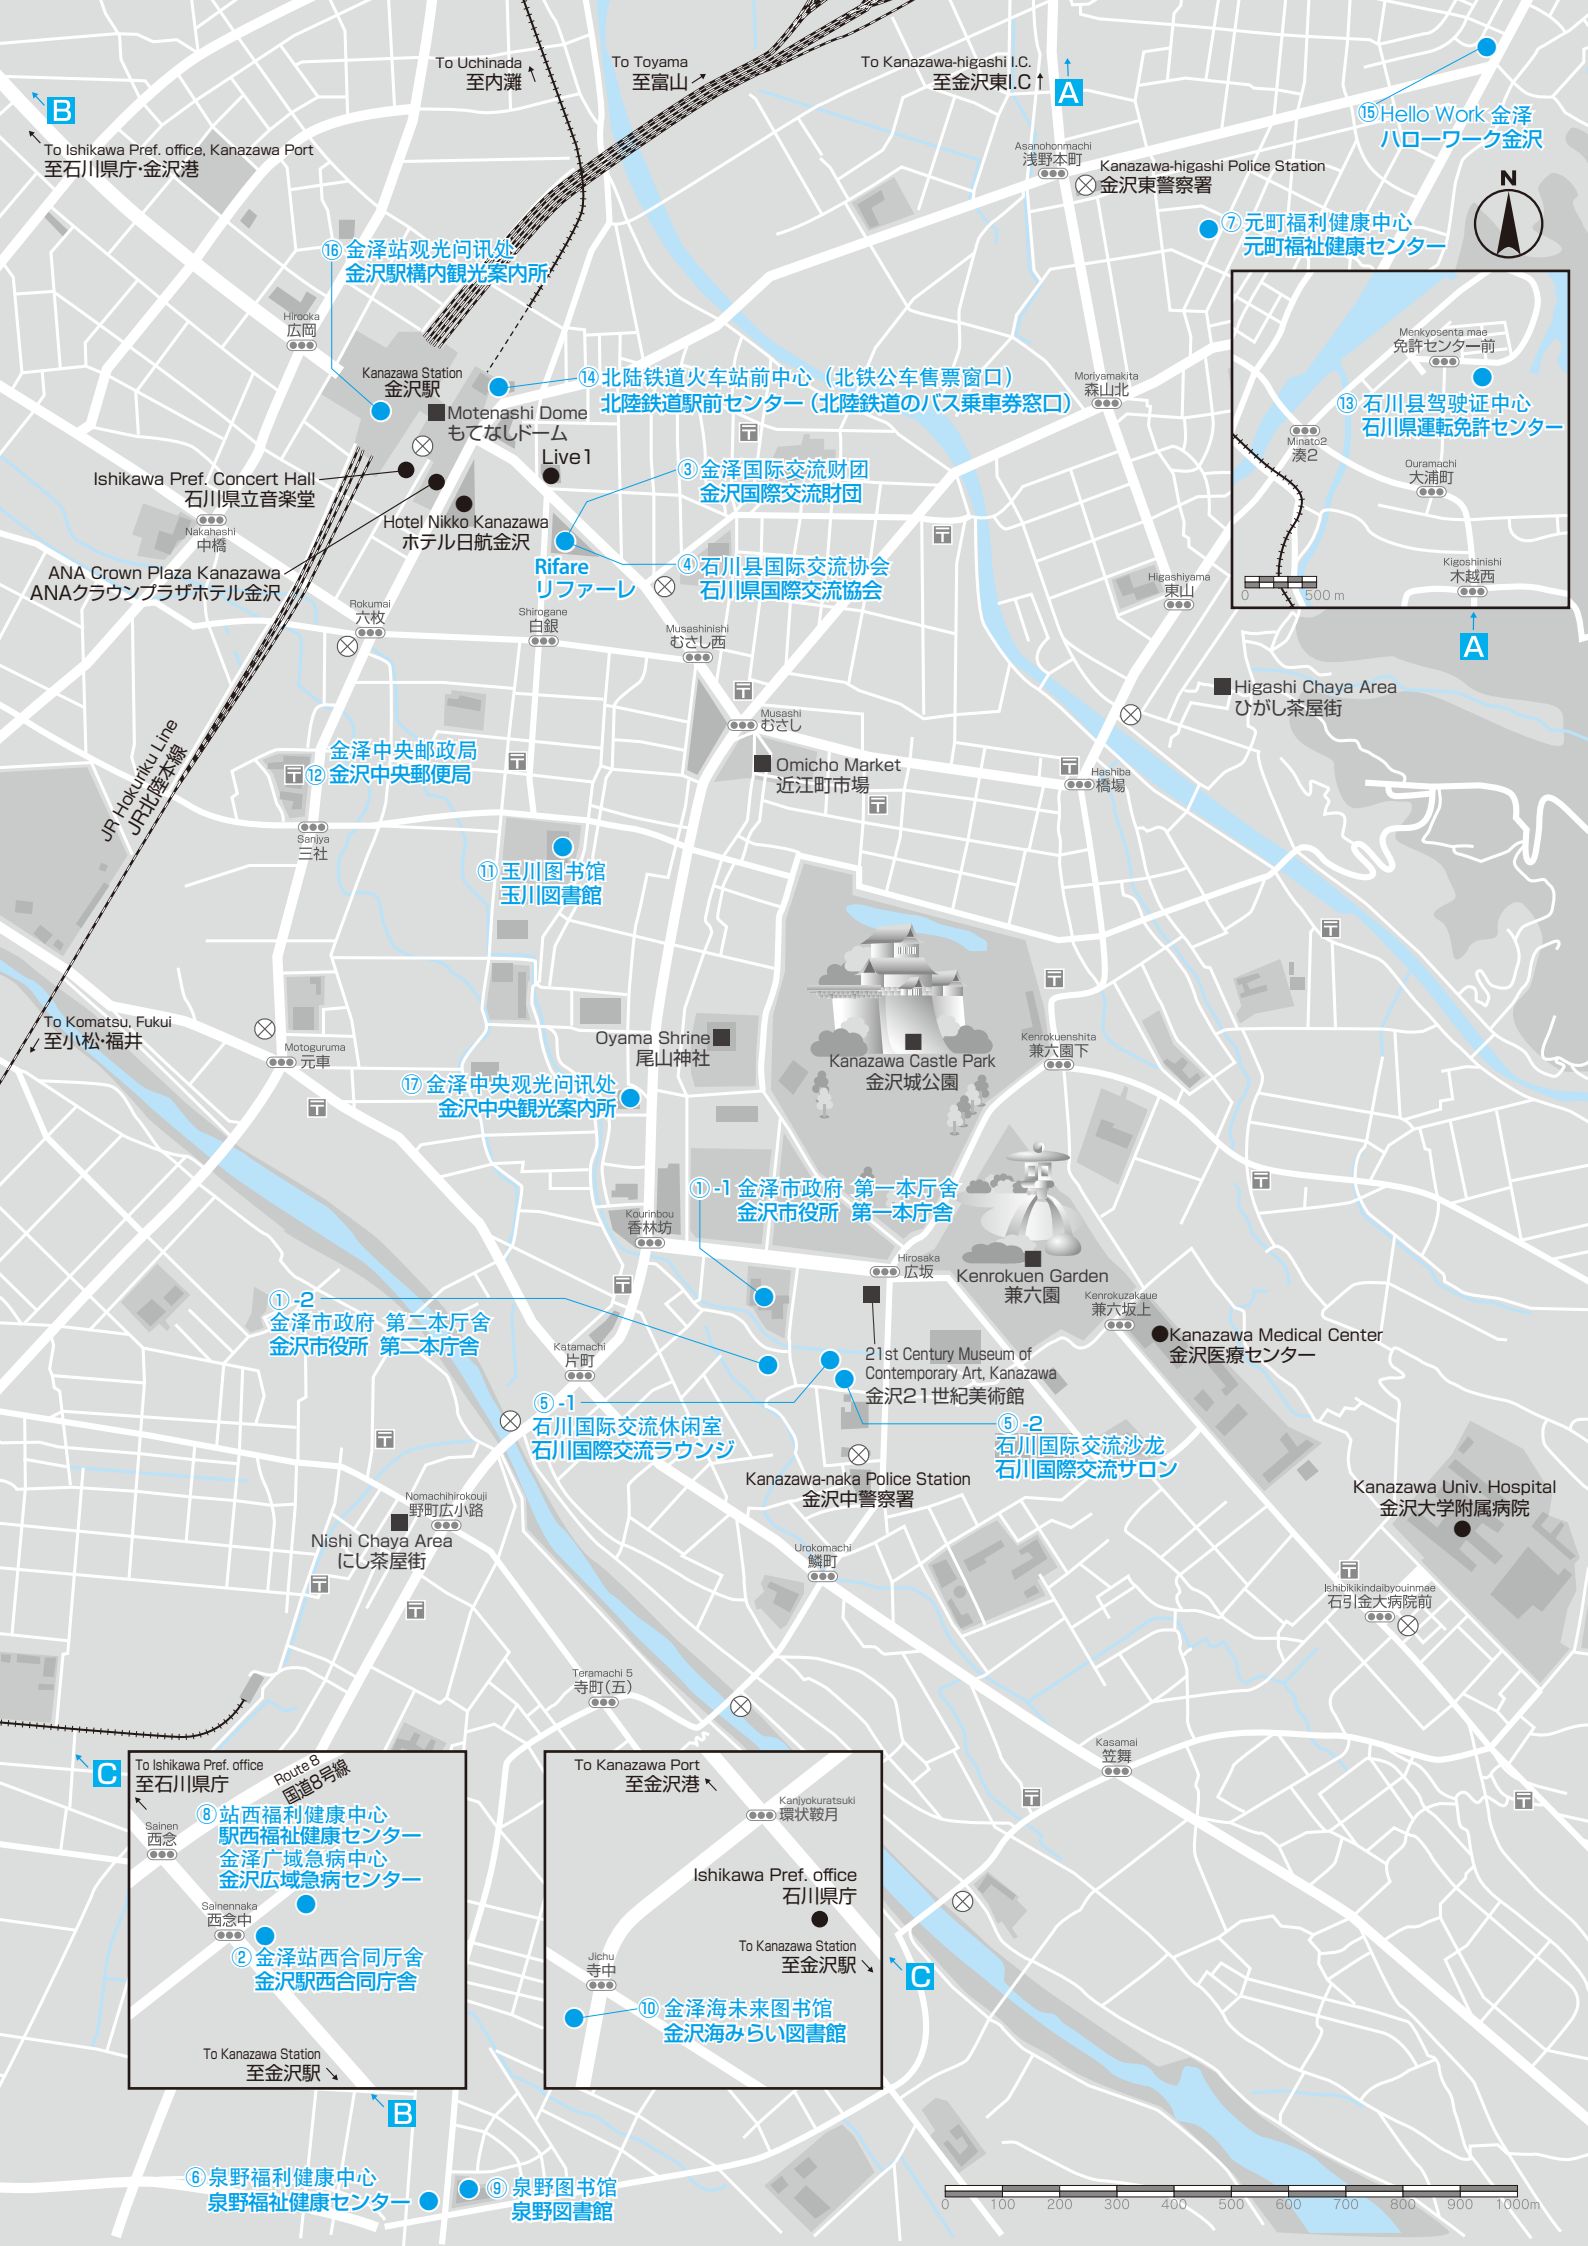 To Uchinada
至内灘
To Toyama
至富山
To Kanazawa-higashi I.C.
至金沢東I.C
A
B
To Ishikawa Pref. office, Kanazawa Port
至石川県庁・金沢港
⑮Hello Work 金泽
ハローワーク金沢
Asanohonmachi
浅野本町
Kanazawa-higashi Police Station
金沢東警察署
N
⑦元町福利健康中心
元町福祉健康センター
⑯金泽站观光问讯处
金沢駅構内観光案内所
Hirooka
広岡
Kanazawa Station
金沢駅
Motenashi Dome
もてなしドーム
⑭北陆铁道火车站前中心（北铁公车售票窗口）
北陸鉄道駅前センター（北陸鉄道のバス乗車券窓口）
Moriyamakita
森山北
Menkyosenta mae
免許センター前
⑬石川县驾驶证中心
石川県運転免許センター
Minato2
湊2
Ouramachi
大浦町
Kigoshinishi
木越西
0 500 m
A
Live1
Ishikawa Pref. Concert Hall
石川県立音楽堂
Nakahashi
中橋
Hotel Nikko Kanazawa
ホテル日航金沢
③金泽国际交流财团
金沢国際交流財団
④石川县国际交流协会
石川県国際交流協会
Rifare
リファーレ
ANA Crown Plaza Kanazawa
ANAクラウンプラザホテル金沢
Rokumai
六枚
Shirogane
白銀
Musashinishi
むさし西
Higashiyama
東山
Higashi Chaya Area
ひがし茶屋街
Musashi
むさし
JR Hokuriku Line
JR北陸本線
金泽中央邮政局
⑫金沢中央郵便局
Omicho Market
近江町市場
Hashiba
橋場
Sanjya
三社
⑪玉川图书馆
玉川図書館
To Komatsu, Fukui
至小松・福井
Motoguruma
元車
Oyama Shrine
尾山神社
Kanazawa Castle Park
金沢城公園
Kenrokuenshita
兼六園下
⑰金泽中央观光问讯处
金沢中央観光案内所
①-1 金泽市政府 第一本厅舍
金沢市役所 第一本庁舎
Kourinbou
香林坊
Hirosaka
広坂
Kenrokuen Garden
兼六園
Kenrokuzakaue
兼六坂上
①-2
金泽市政府 第二本厅舍
金沢市役所 第二本庁舎
Katamachi
片町
Kanazawa Medical Center
金沢医療センター
21st Century Museum of
Contemporary Art, Kanazawa
金沢21世紀美術館
⑤-1
石川国际交流休闲室
石川国際交流ラウンジ
⑤-2
石川国际交流沙龙
石川国際交流サロン
Kanazawa-naka Police Station
金沢中警察署
Kanazawa Univ. Hospital
金沢大学附属病院
Nomachihirokouji
野町広小路
Nishi Chaya Area
にし茶屋街
Urokomachi
鱗町
Ishibikikindaibyouinmae
石引金大病院前
Teramachi 5
寺町（五）
Kasamai
笠舞
C
To Ishikawa Pref. office
至石川県庁
Route 8
国道8号線
⑧站西福利健康中心
駅西福祉健康センター
金泽广域急病中心
金沢広域急病センター
Sainen
西念
Sainennaka
西念中
②金泽站西合同厅舍
金沢駅西合同庁舎
To Kanazawa Station
至金沢駅
B
To Kanazawa Port
至金沢港
Kanjyokuratsuki
環状鞍月
Ishikawa Pref. office
石川県庁
To Kanazawa Station
至金沢駅
C
Jichu
寺中
⑩金泽海未来图书馆
金沢海みらい図書館
⑥泉野福利健康中心
泉野福祉健康センター
⑨泉野图书馆
泉野図書館
0 100 200 300 400 500 600 700 800 900 1000m